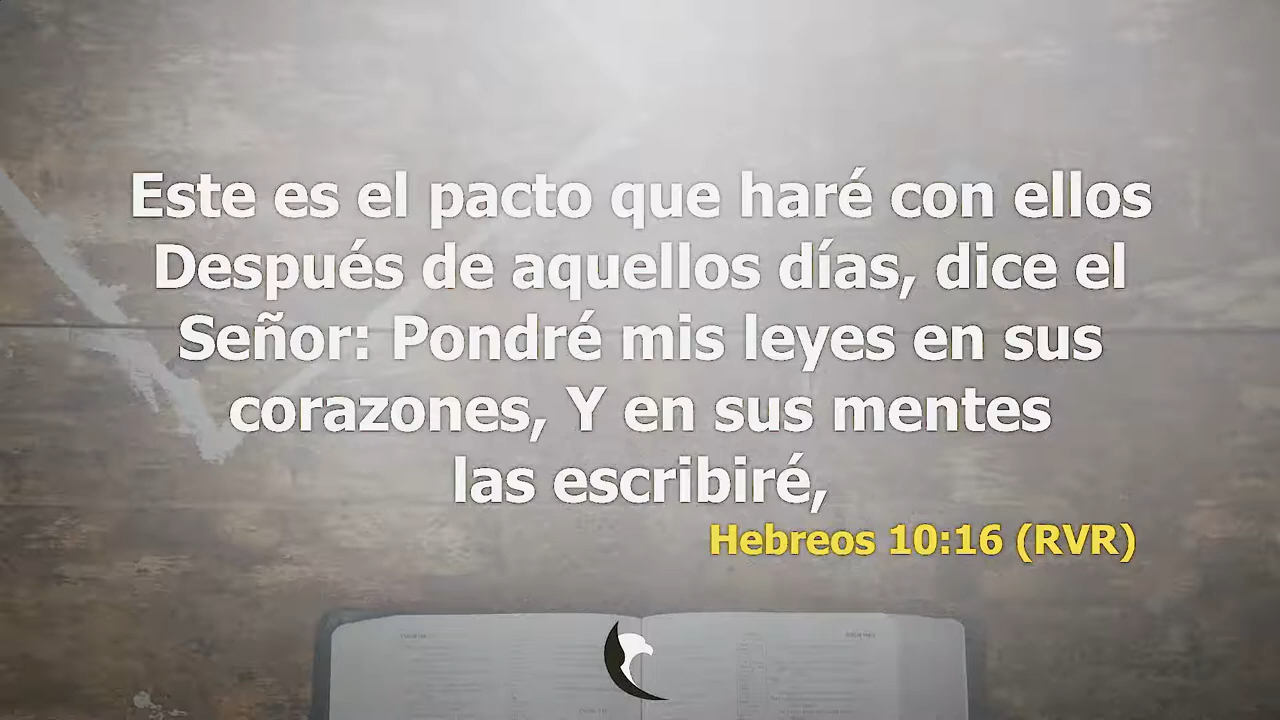 Este es el pacto que haré con ellos
Después de aquellos días, dice el
Señor: Pondré mis leyes en sus
corazones, Y en sus mentes
las escribiré,
Hebreos 10:16 (RVR)